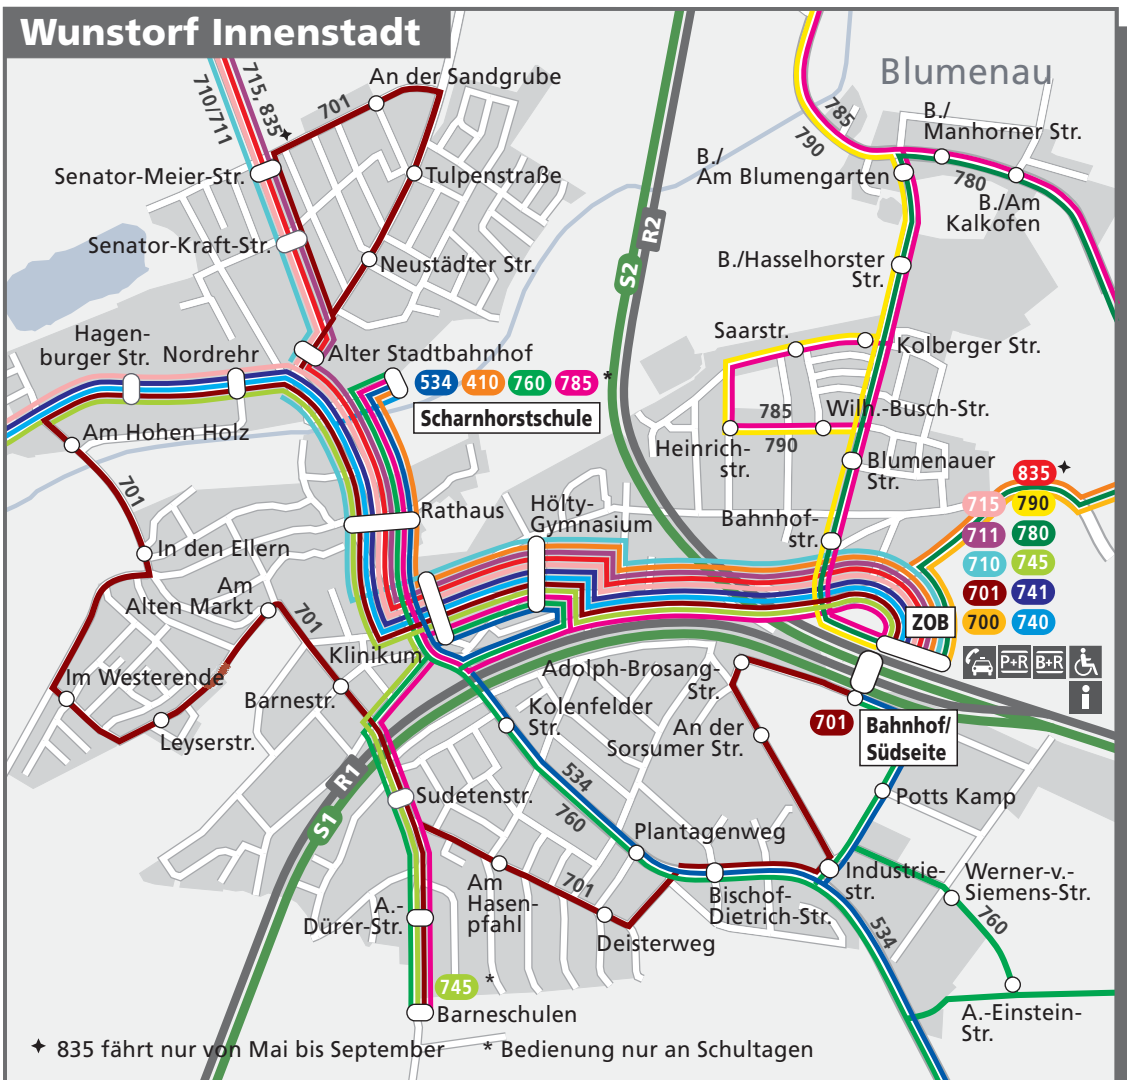 Wunstorf Innenstadt
Blumenau
710/711
715, 835✦
701
An der Sandgrube
Senator-Meier-Str.
Tulpenstraße
Senator-Kraft-Str.
Neustädter Str.
Hagen-
burger Str.
Nordrehr
Alter Stadtbahnhof
534
410
760
785
*
Scharnhorstschule
S2
R2
785
790
B./
Manhorner Str.
B./
Am Blumengarten
780
B./Am
Kalkofen
B./Hasselhorster
Str.
Saarstr.
Kolberger Str.
785
790
Wilh.-Busch-Str.
Heinrich-
str.
Blumenauer
Str.
Bahnhof-
str.
Am Hohen Holz
701
In den Ellern
Am
Alten Markt
701
Im Westerende
Leyserstr.
Barnestr.
Klinikum
Rathaus
Hölty-
Gymnasium
835✦
715
790
711
780
710
745
701
741
700
740
ZOB
P+R
B+R
i
Adolph-Brosang-
Str.
701
Bahnhof/
Südseite
Kolenfelder
Str.
An der
Sorsumer Str.
R1
S1
Sudetenstr.
534
760
Potts Kamp
Plantagenweg
Industrie-
str.
Werner-v.-
Siemens-Str.
760
Bischof-
Dietrich-Str.
534
Am
Hasen-
pfahl
701
Deisterweg
A.-
Dürer-Str.
745
*
Barneschulen
A.-Einstein-
Str.
✦ 835 fährt nur von Mai bis September
* Bedienung nur an Schultagen